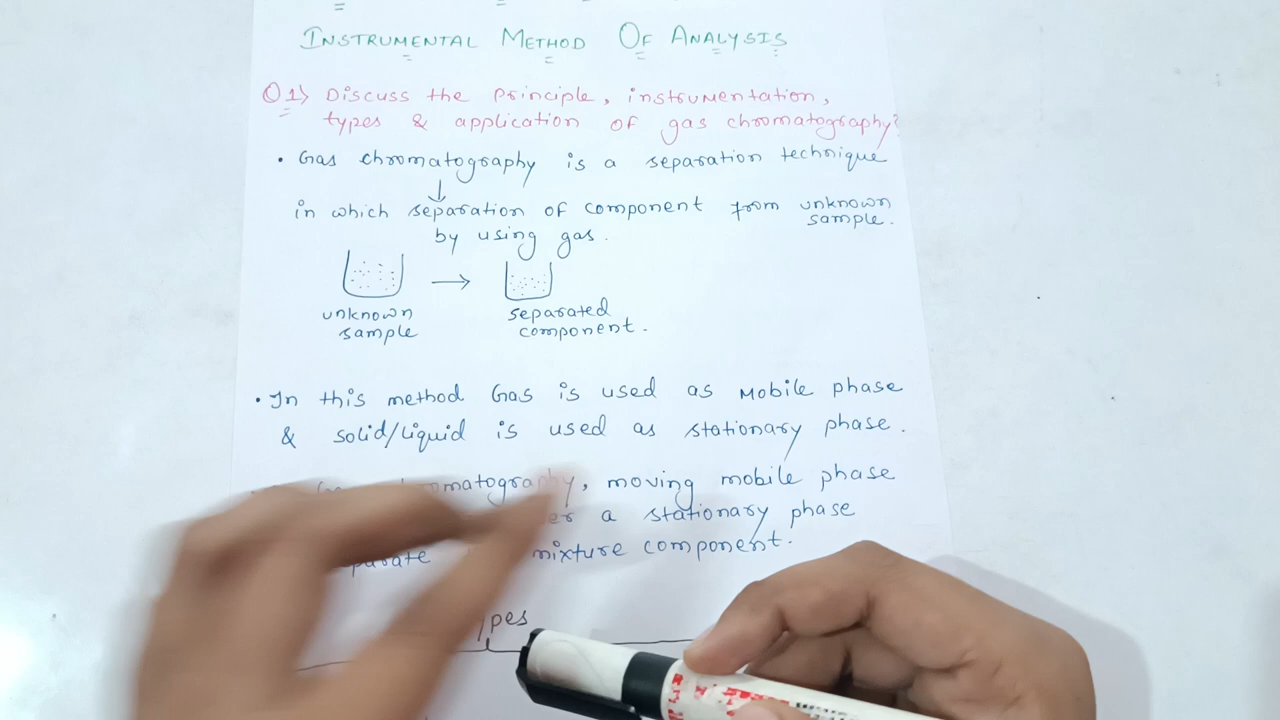 INSTRUMENTAL METHOD OF ANALYSIS
Q1) Discuss the principle, instrumentation,
types & application of gas chromatography?
• Gas chromatography is a separation technique
↓
in which separation of component from unknown sample.
by using gas.
→
unknown sample
separated component.
• In this method Gas is used as Mobile phase
& solid/liquid is used as stationary phase.
moving mobile phase
a stationary phase
mixture component.